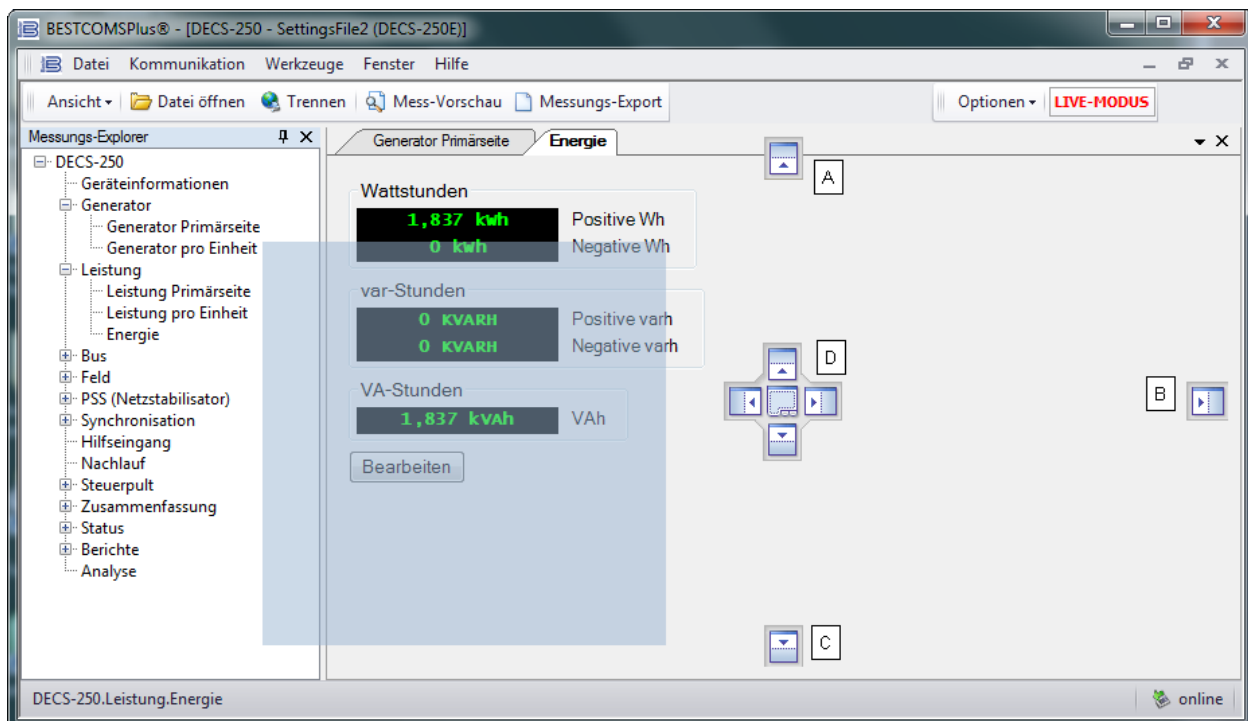 BESTCOMSPlus® - [DECS-250 - SettingsFile2 (DECS-250E)]
Datei Kommunikation Werkzeuge Fenster Hilfe
Ansicht Datei öffnen Trennen Mess-Vorschau Messungs-Export Optionen LIVE-MODUS
Messungs-Explorer
DECS-250
Geräteinformationen
Generator
Generator Primärseite
Generator pro Einheit
Leistung
Leistung Primärseite
Leistung pro Einheit
Energie
Bus
Feld
PSS (Netzstabilisator)
Synchronisation
Hilfseingang
Nachlauf
Steuerpult
Zusammenfassung
Status
Berichte
Analyse
Generator Primärseite Energie
Wattstunden
1,837 kWh Positive Wh
0 kWh Negative Wh
var-Stunden
0 KVARH Positive varh
0 KVARH Negative varh
VA-Stunden
1,837 kVAh VAh
Bearbeiten
A
D
B
C
DECS-250.Leistung.Energie online